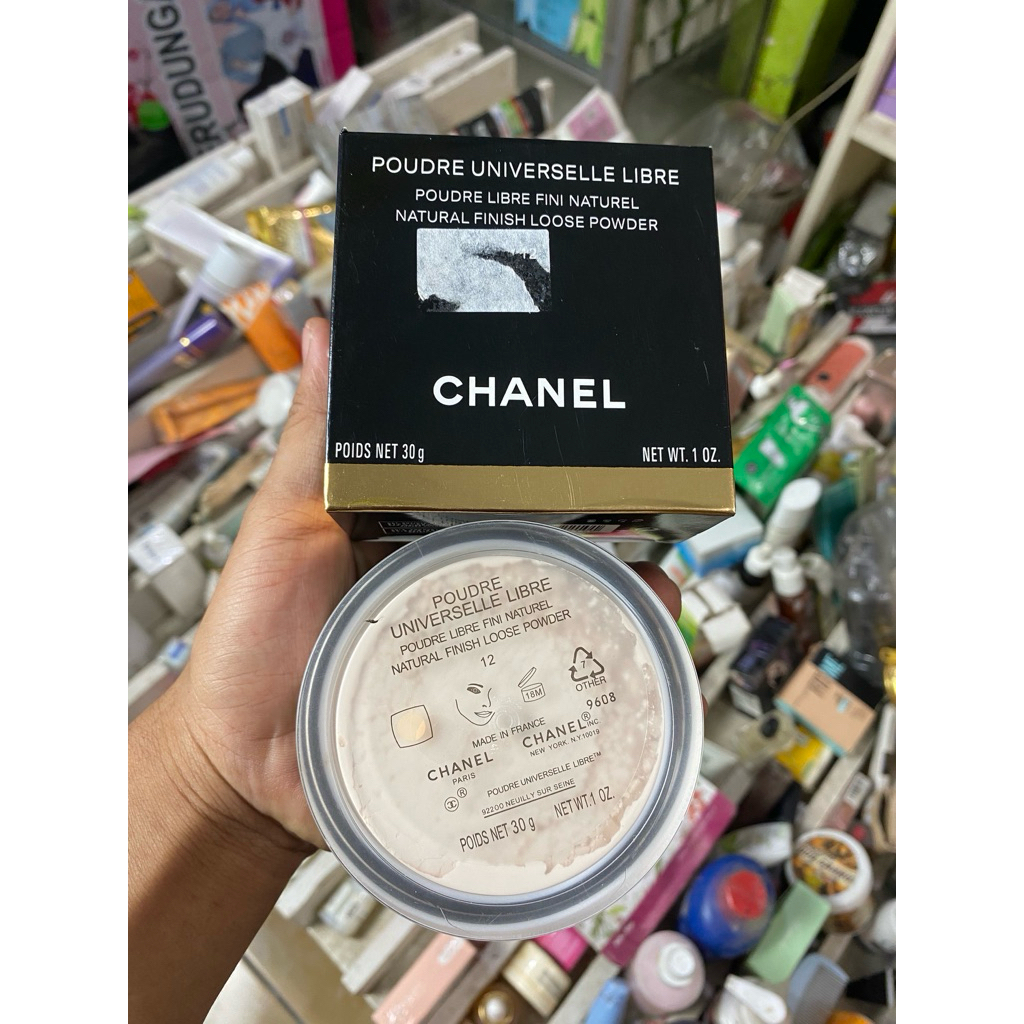 RUDUNG
POUDRE UNIVERSELLE LIBRE
POUDRE LIBRE FINI NATUREL
NATURAL FINISH LOOSE POWDER
CHANEL
POIDS NET 30 g
NET WT. 1 OZ.
POUDRE
UNIVERSELLE LIBRE
POUDRE LIBRE FINI NATUREL
NATURAL FINISH LOOSE POWDER
12
18M
7
OTHER
9608
MADE IN FRANCE
CHANEL
PARIS
CHANEL® INC
NEW YORK. N.Y.10019
®
POUDRE UNIVERSELLE LIBRE™
92200 NEUILLY SUR SEINE
POIDS NET 30 g
NET WT.1 OZ.